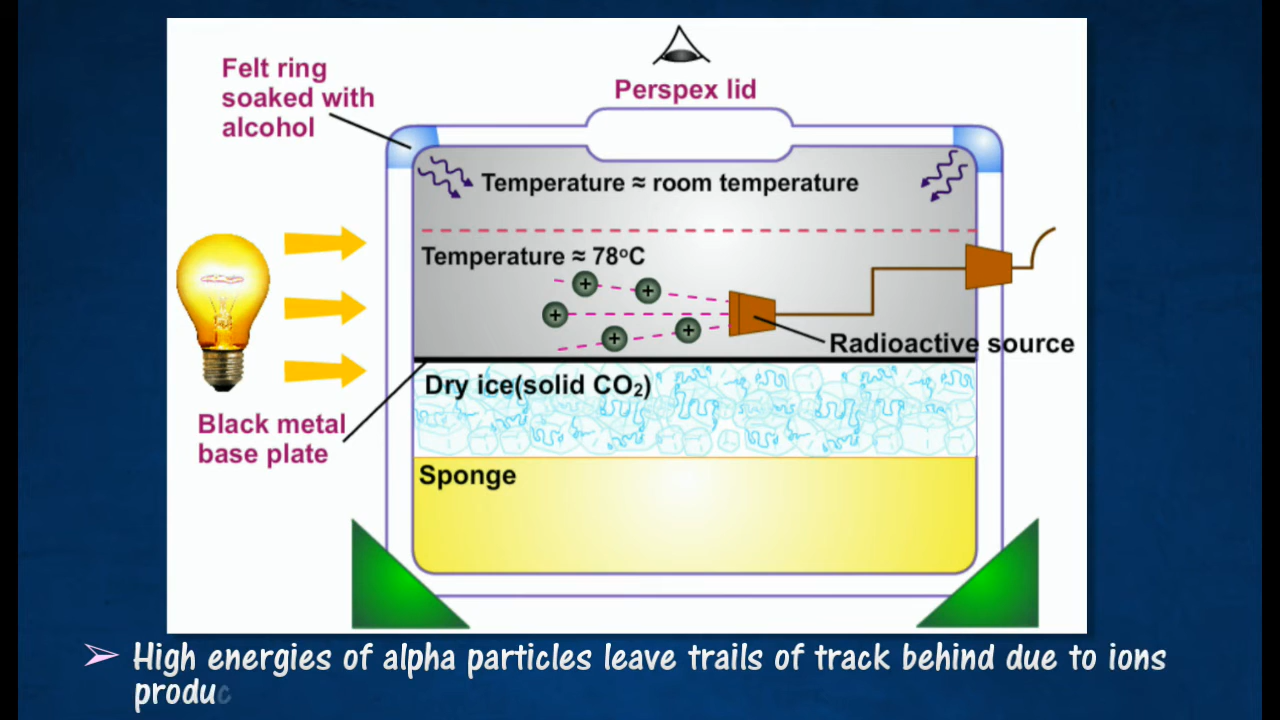 Felt ring
soaked with
alcohol
Perspex lid
Temperature ≈ room temperature
Temperature ≈ 78°C
+
+
+
+
+
Radioactive source
Dry ice(solid CO₂)
Black metal
base plate
Sponge
➢ High energies of alpha particles leave trails of track behind due to ions
produc